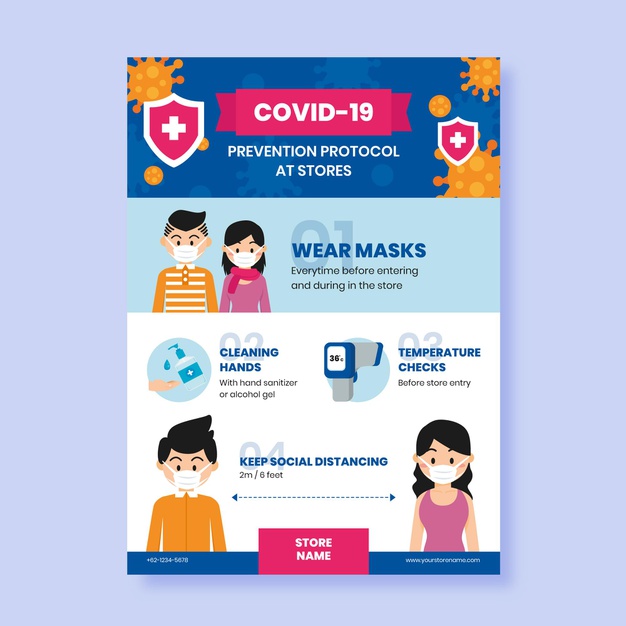 COVID-19
PREVENTION PROTOCOL
AT STORES
01
WEAR MASKS
Everytime before entering
and during in the store
02
CLEANING
HANDS
With hand sanitizer
or alcohol gel
36°C
03
TEMPERATURE
CHECKS
Before store entry
04
KEEP SOCIAL DISTANCING
2m / 6 feet
STORE
NAME
+62-1234-5678
www.yourstorename.com